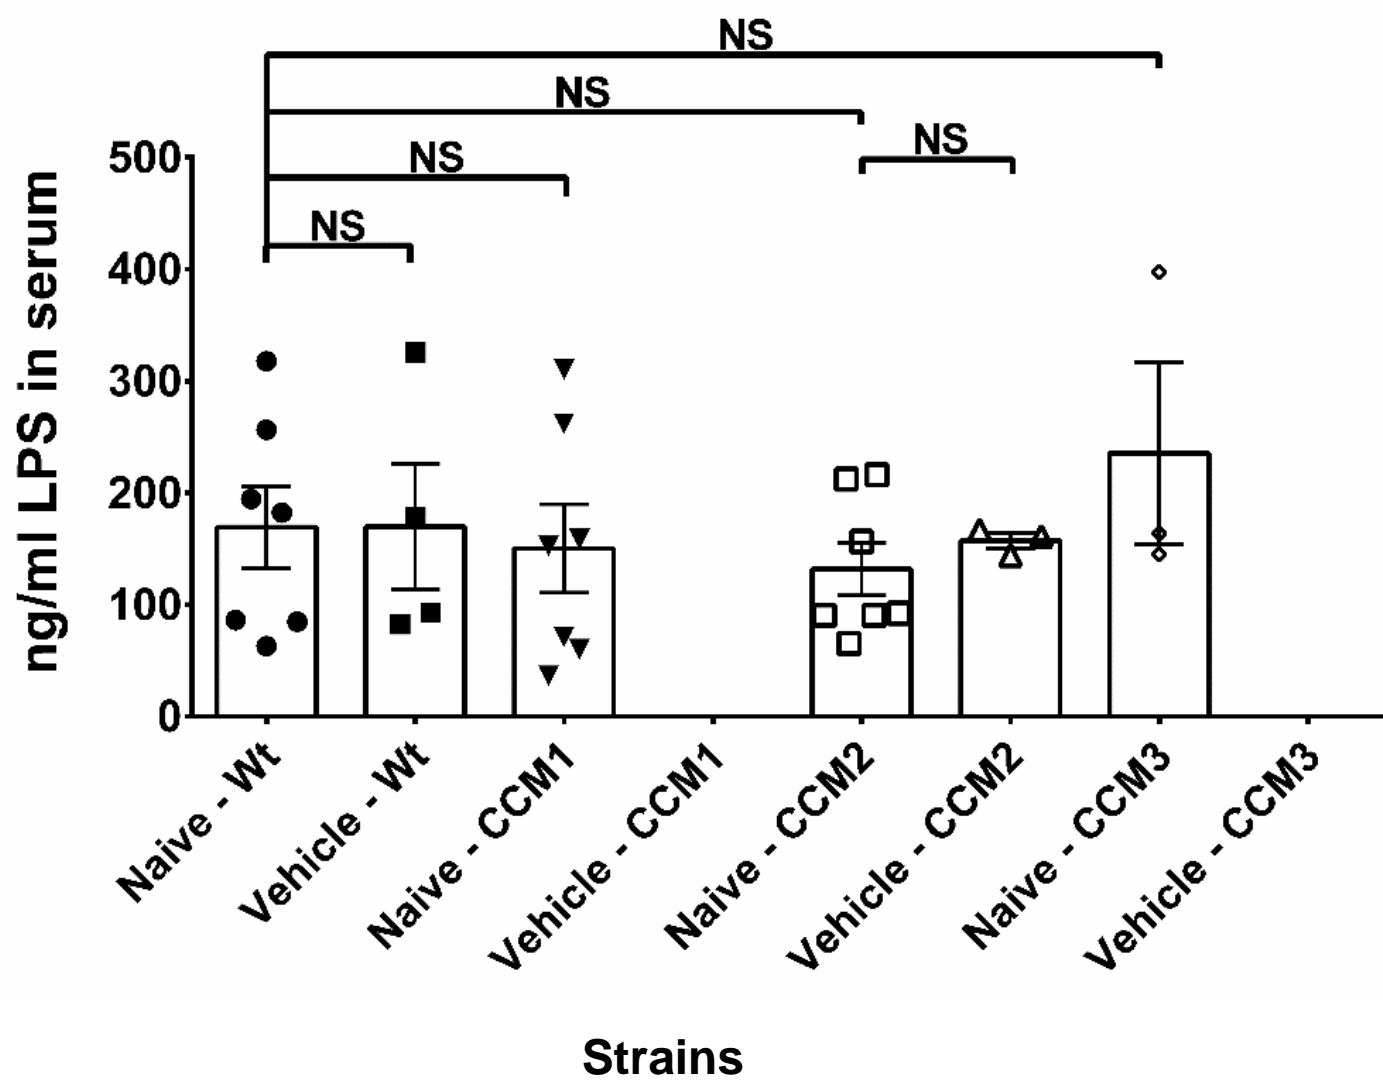 NS
NS
NS
NS
NS
500
400
300
200
100
0
ng/ml LPS in serum
Naive - Wt
Vehicle - Wt
Naive - CCM1
Vehicle - CCM1
Naive - CCM2
Vehicle - CCM2
Naive - CCM3
Vehicle - CCM3
Strains